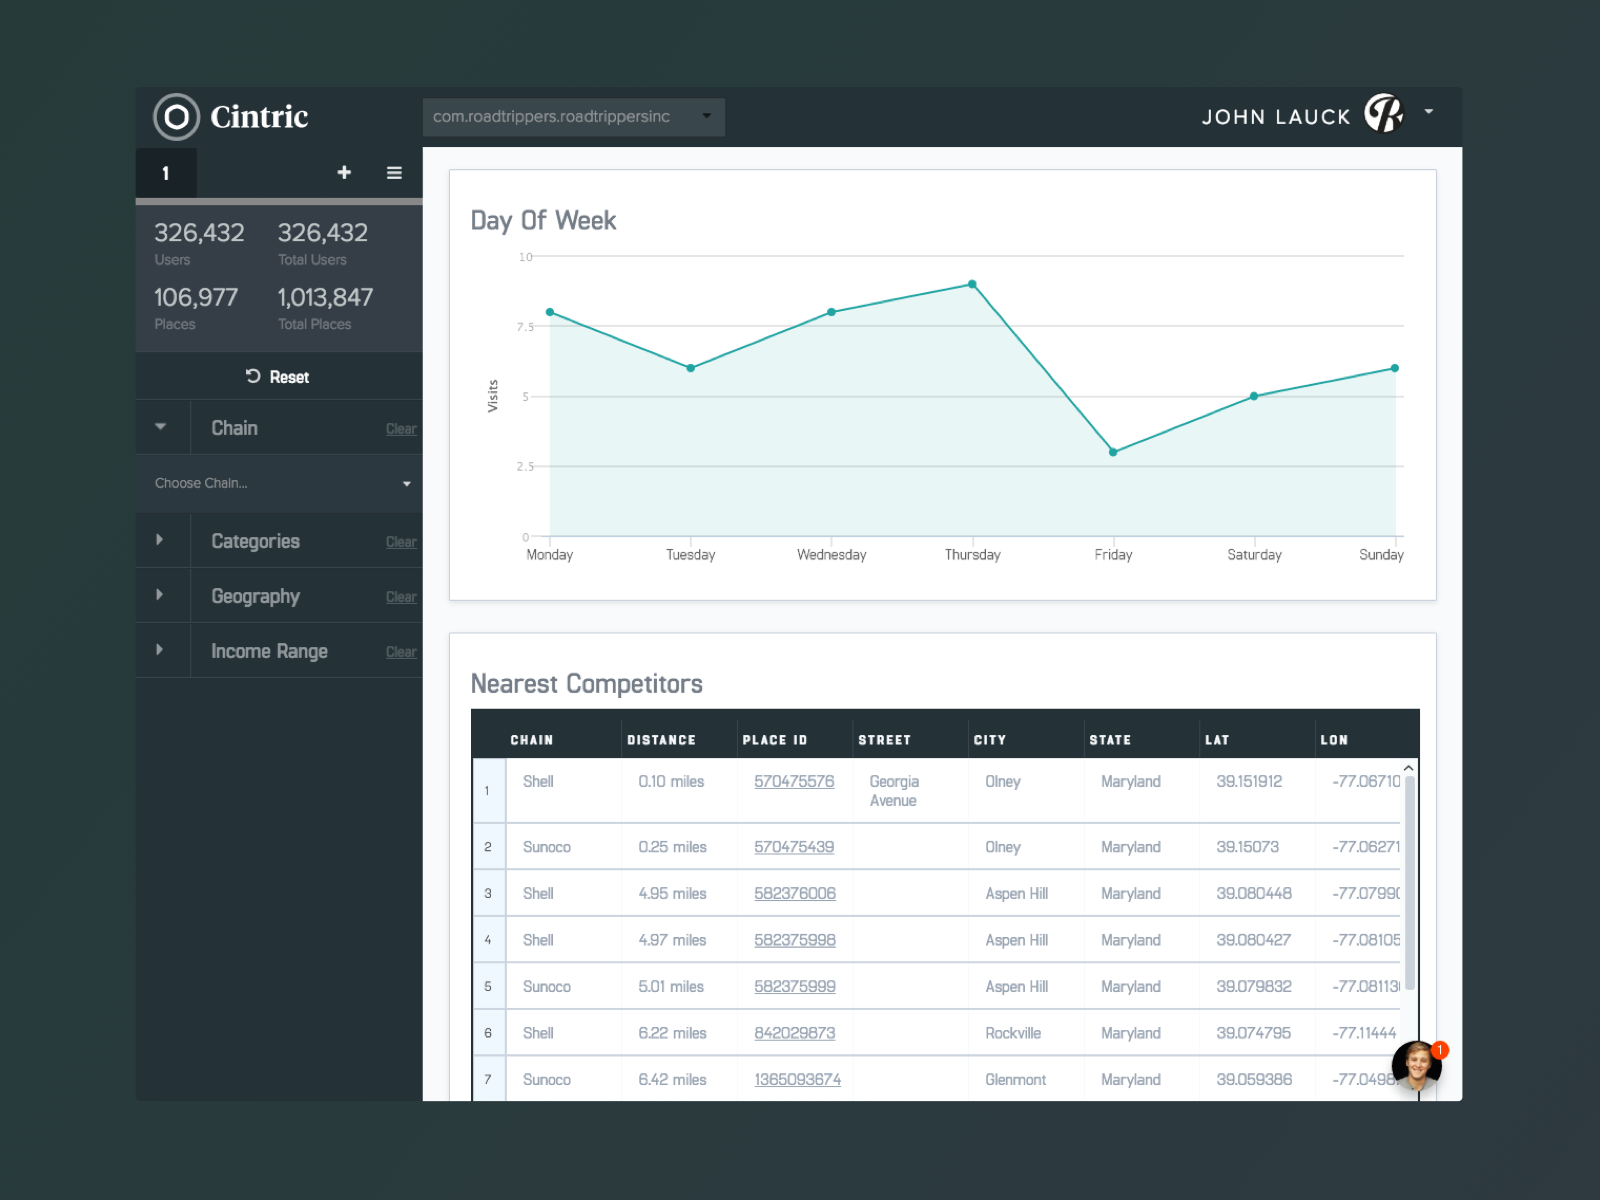 Cintric
com.roadtrippers.roadtrippersinc
JOHN LAUCK
1
326,432 326,432
Users Total Users
106,977 1,013,847
Places Total Places
Reset
Chain Clear
Choose Chain...
Categories Clear
Geography Clear
Income Range Clear
Day Of Week
10
7.5
5
2.5
0
Visits
Monday Tuesday Wednesday Thursday Friday Saturday Sunday
Nearest Competitors
CHAIN DISTANCE PLACE ID STREET CITY STATE LAT LON
1 Shell 0.10 miles 570475576 Georgia Olney Maryland 39.151912 -77.06710
Avenue
2 Sunoco 0.25 miles 570475439 Olney Maryland 39.15073 -77.06271
3 Shell 4.95 miles 582376006 Aspen Hill Maryland 39.080448 -77.07990
4 Shell 4.97 miles 582375998 Aspen Hill Maryland 39.080427 -77.08105
5 Sunoco 5.01 miles 582375999 Aspen Hill Maryland 39.079832 -77.08113
6 Shell 6.22 miles 842029873 Rockville Maryland 39.074795 -77.11444
7 Sunoco 6.42 miles 1365093674 Glenmont Maryland 39.059386 -77.049
1